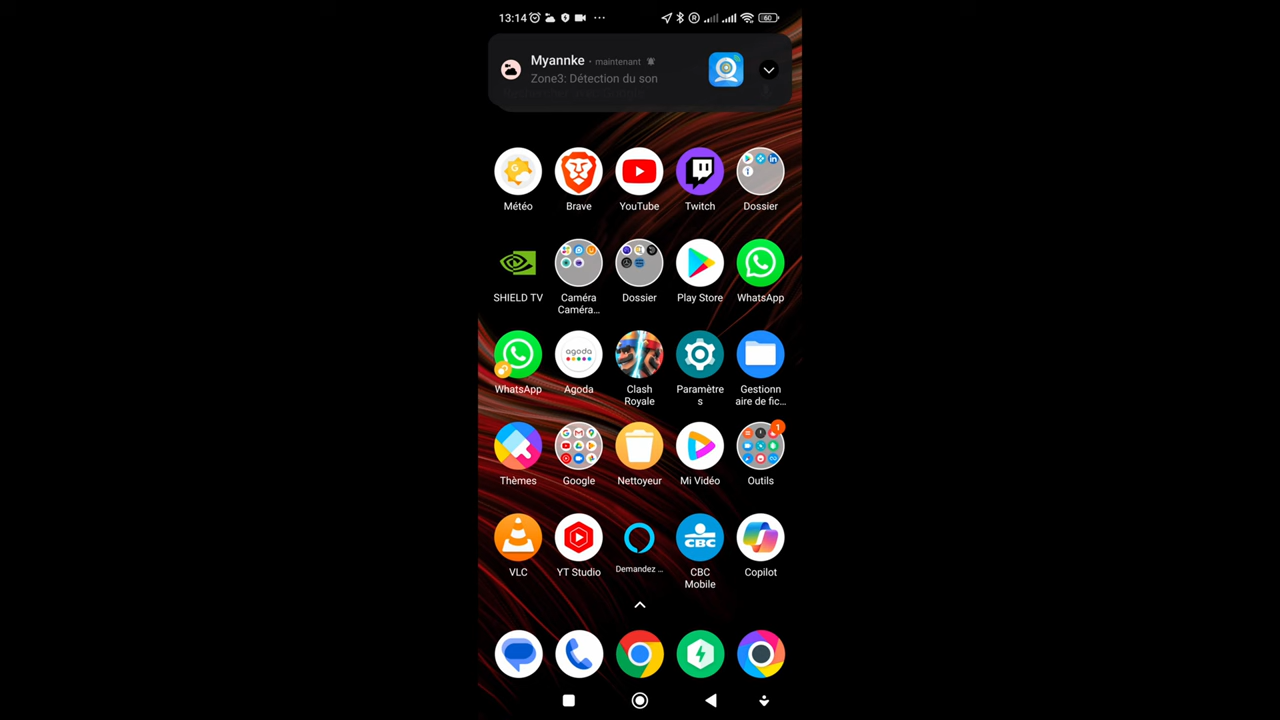 13:14
60
Myannke · maintenant
Zone3: Détection du son
Météo
Brave
YouTube
Twitch
Dossier
SHIELD TV
Caméra
Caméra...
Dossier
Play Store
WhatsApp
WhatsApp
agoda
Agoda
Clash
Royale
Paramètre
s
Gestionn
aire de fic...
1
Thèmes
Google
Nettoyeur
Mi Vidéo
Outils
CBC
VLC
YT Studio
Demandez ...
CBC
Mobile
Copilot